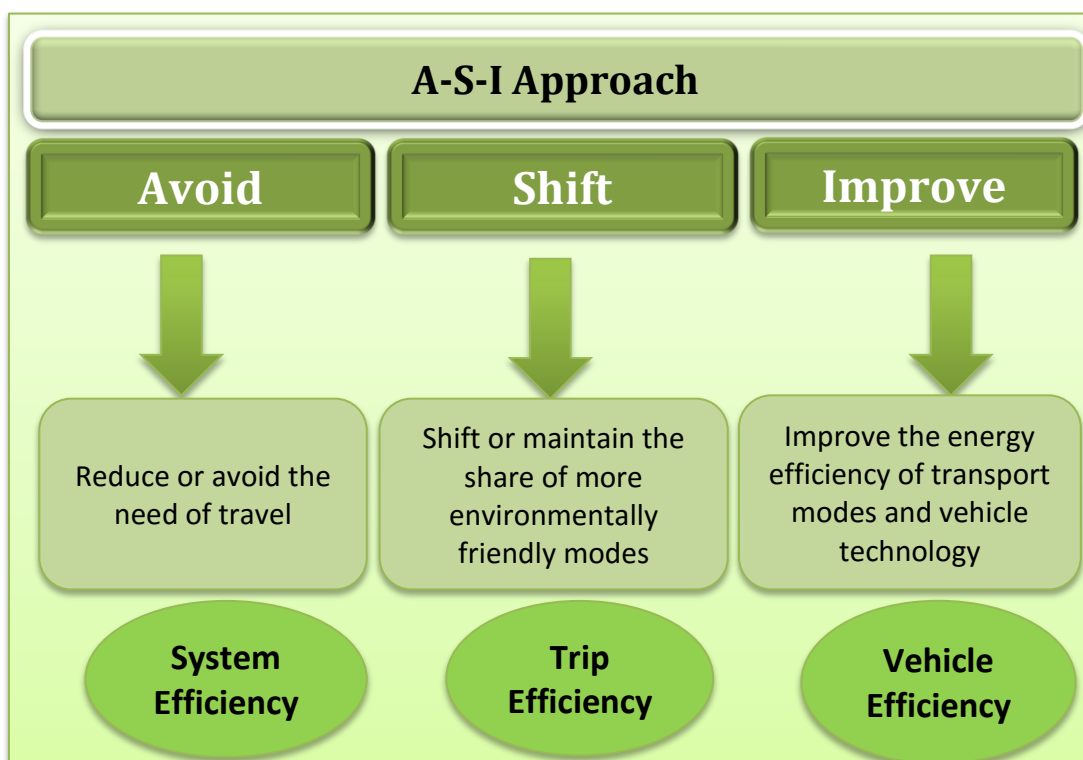 A-S-I Approach
Avoid
Shift
Improve
Reduce or avoid the
need of travel
Shift or maintain the
share of more
environmentally
friendly modes
Improve the energy
efficiency of transport
modes and vehicle
technology
System
Efficiency
Trip
Efficiency
Vehicle
Efficiency